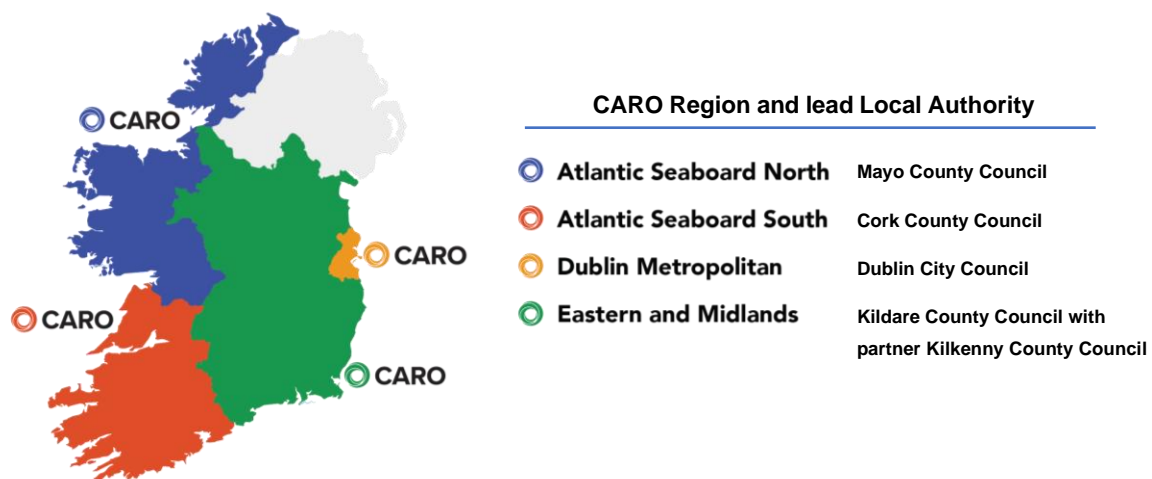 CARO
CARO
CARO
CARO
CARO Region and lead Local Authority
Atlantic Seaboard North Mayo County Council
Atlantic Seaboard South Cork County Council
Dublin Metropolitan Dublin City Council
Eastern and Midlands Kildare County Council with
partner Kilkenny County Council